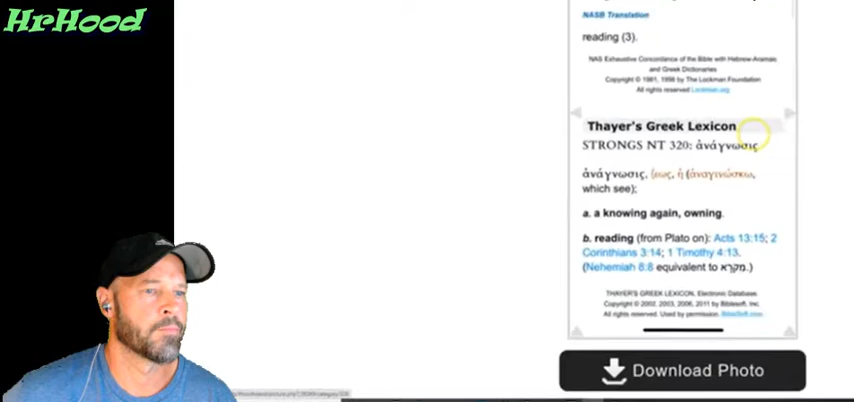 HrHood
NASB Translation
reading (3).
NAS Exhaustive Concordance of the Bible with Hebrew-Aramaic
and Greek Dictionaries
Copyright © 1981, 1998 by The Lockman Foundation
All rights reserved Lockman.org
Thayer's Greek Lexicon
STRONGS NT 320: ἀνάγνωσις
ἀνάγνωσις, (εως, ἡ (ἀναγινώσκω,
which see);
a. a knowing again, owning.
b. reading (from Plato on): Acts 13:15; 2
Corinthians 3:14; 1 Timothy 4:13.
(Nehemiah 8:8 equivalent to מִקְרָא.)
THAYER'S GREEK LEXICON, Electronic Database.
Copyright © 2002, 2003, 2006, 2011 by Biblesoft, Inc.
All rights reserved. Used by permission. BibleSoft.com
Download Photo